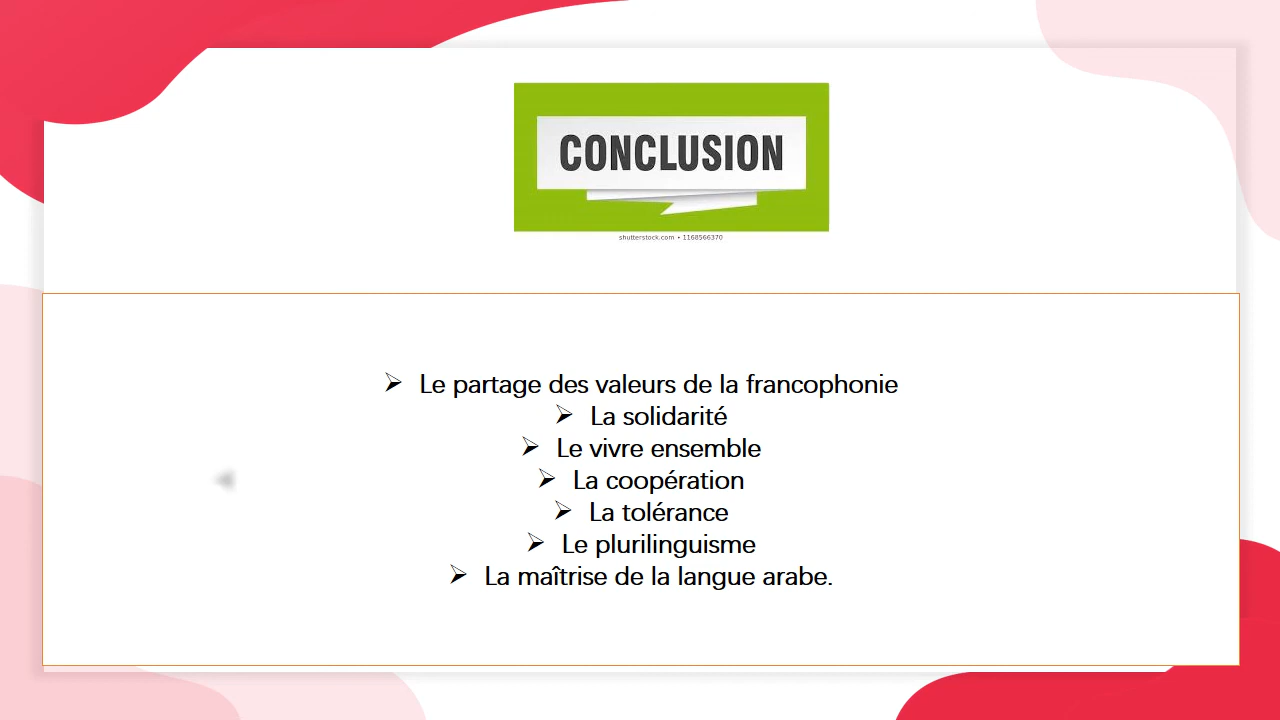 CONCLUSION
shutterstock.com • 1168566370
➢ Le partage des valeurs de la francophonie
➢ La solidarité
➢ Le vivre ensemble
➢ La coopération
➢ La tolérance
➢ Le plurilinguisme
➢ La maîtrise de la langue arabe.